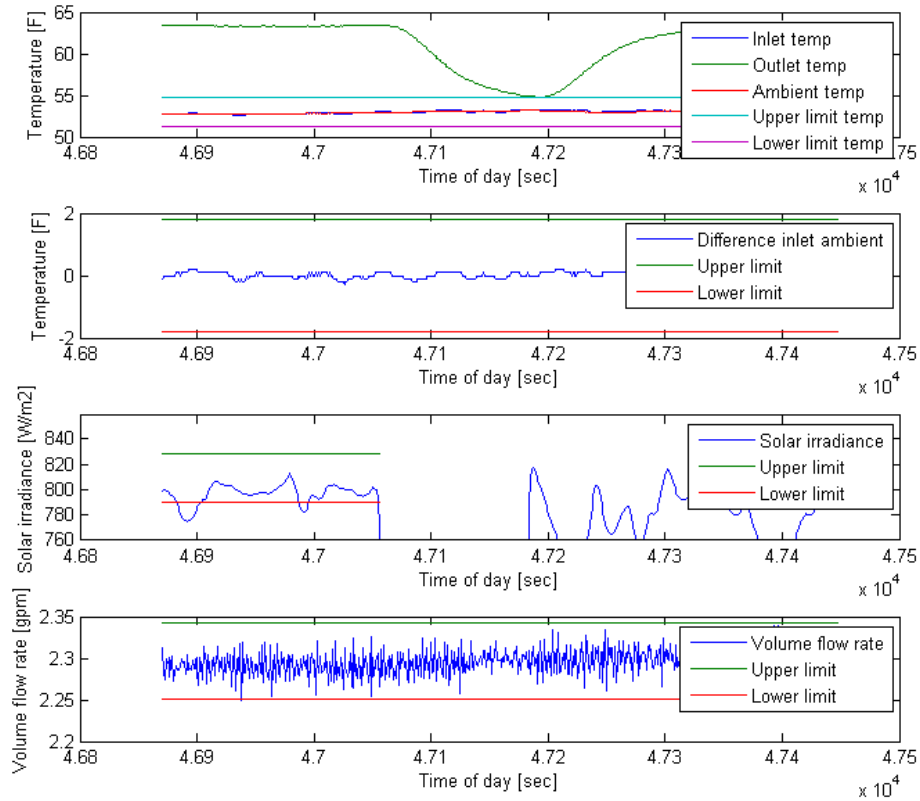 65
60
55
50
Temperature [F]
Inlet temp
Outlet temp
Ambient temp
Upper limit temp
Lower limit temp
4.68 4.69 4.7 4.71 4.72 4.73 4.74 4.75
Time of day [sec]
x 10^4
2
0
-2
Temperature [F]
Difference inlet ambient
Upper limit
Lower limit
4.68 4.69 4.7 4.71 4.72 4.73 4.74 4.75
Time of day [sec]
x 10^4
840
820
800
780
760
Solar irradiance [W/m2]
Solar irradiance
Upper limit
Lower limit
4.68 4.69 4.7 4.71 4.72 4.73 4.74 4.75
Time of day [sec]
x 10^4
2.35
2.3
2.25
2.2
Volume flow rate [gpm]
Volume flow rate
Upper limit
Lower limit
4.68 4.69 4.7 4.71 4.72 4.73 4.74 4.75
Time of day [sec]
x 10^4